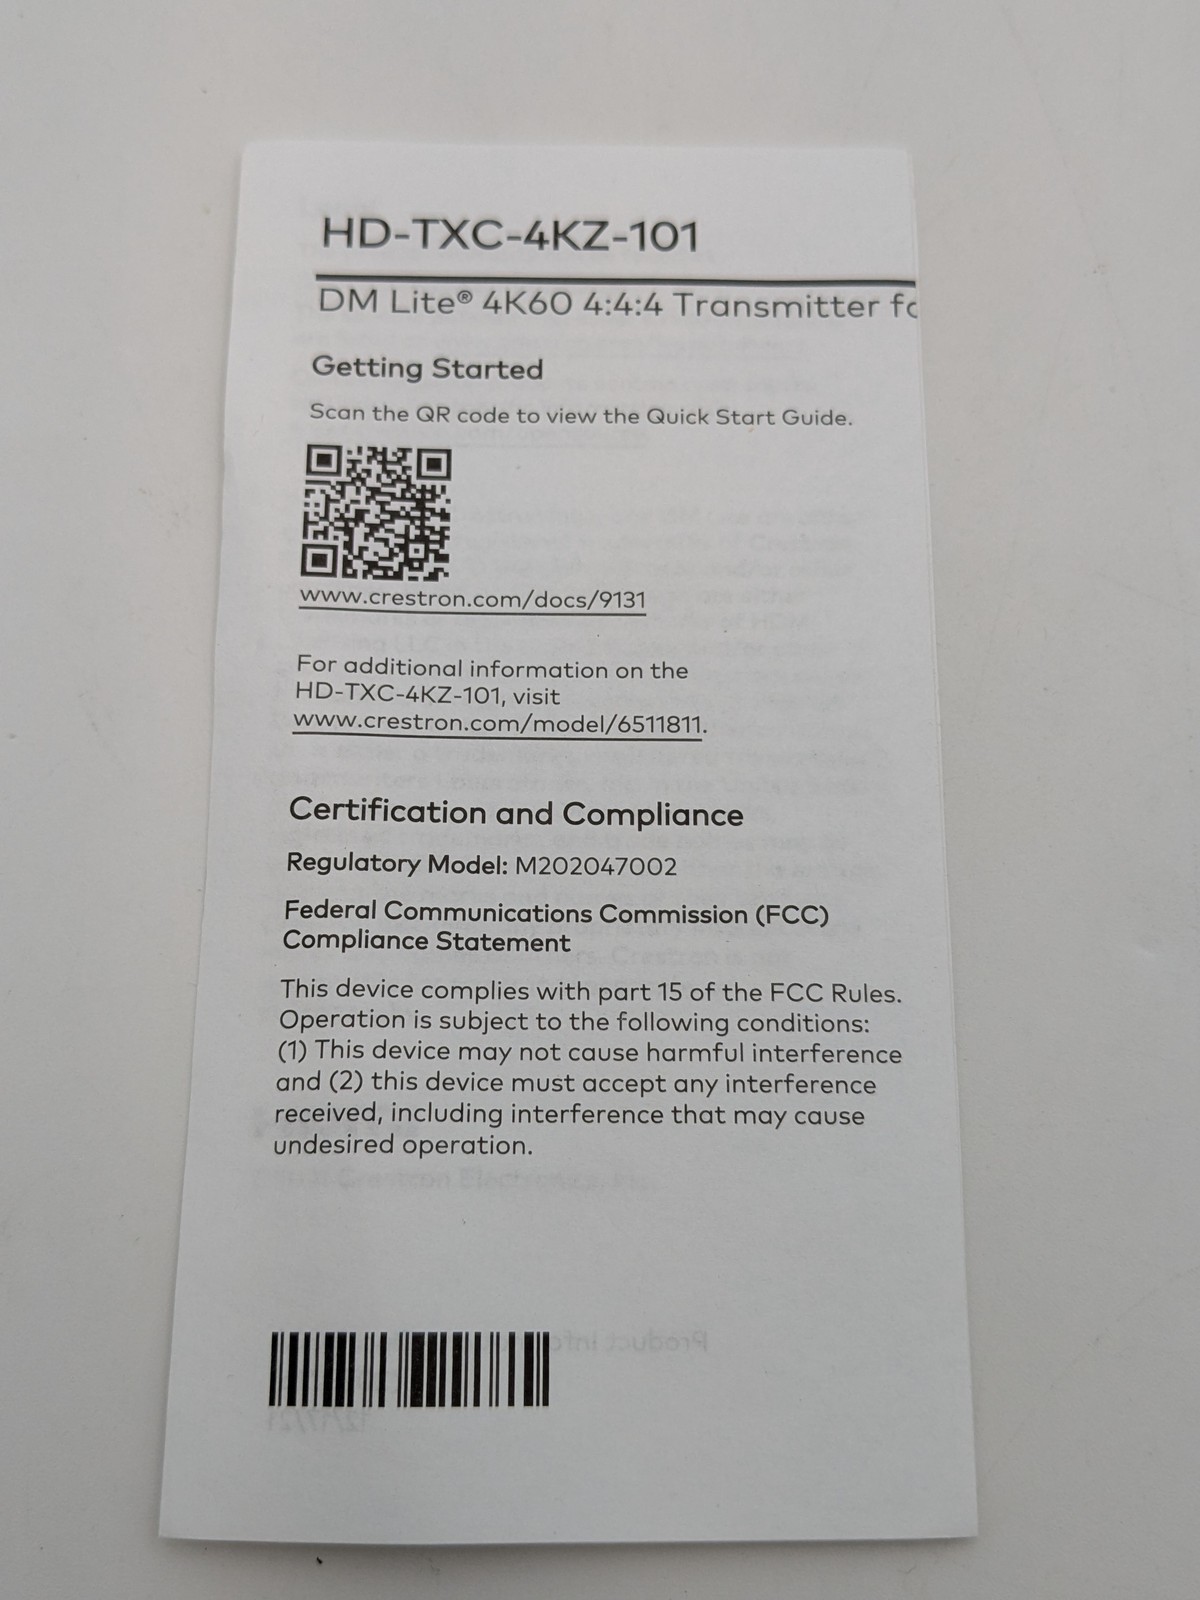 HD-TXC-4KZ-101
DM Lite® 4K60 4:4:4 Transmitter
Getting Started
Scan the QR code to view the Quick Start Guide.
www.crestron.com/docs/9131
For additional information on the
HD-TXC-4KZ-101, visit
www.crestron.com/model/6511811.
Certification and Compliance
Regulatory Model: M202047002
Federal Communications Commission (FCC)
Compliance Statement
This device complies with part 15 of the FCC Rules.
Operation is subject to the following conditions:
(1) This device may not cause harmful interference
and (2) this device must accept any interference
received, including interference that may cause
undesired operation.